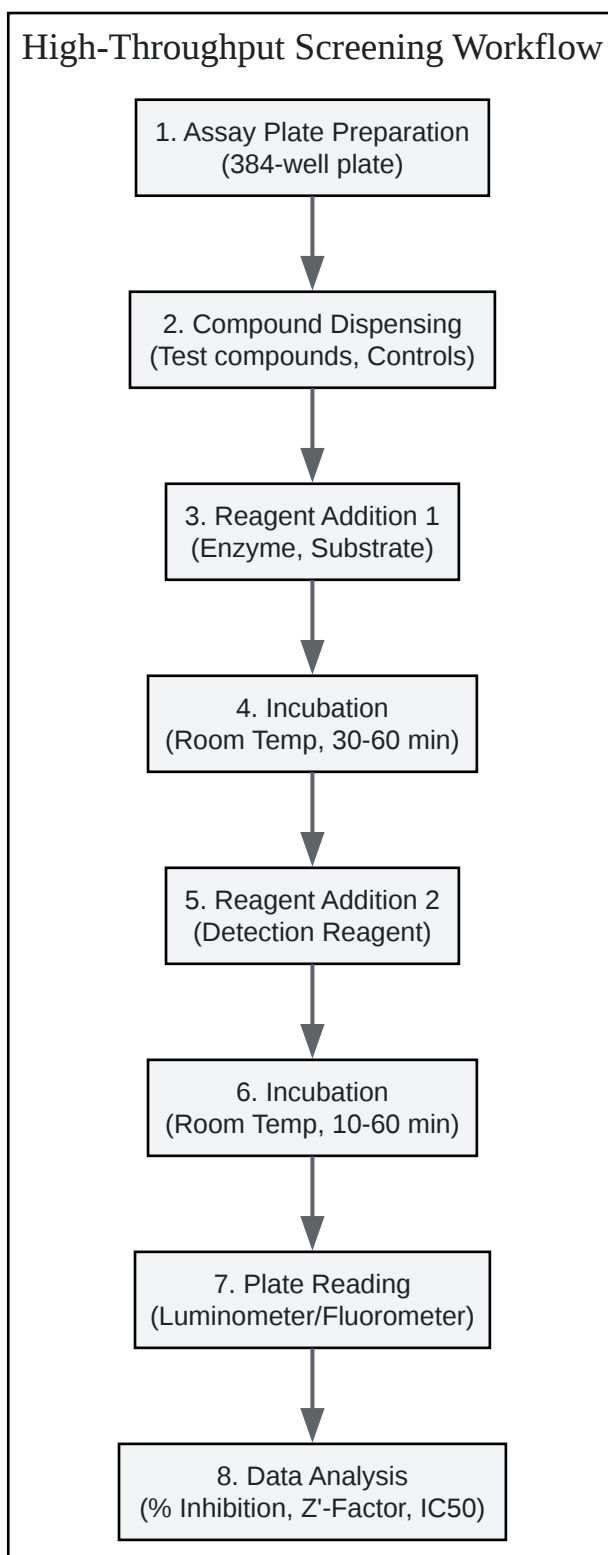 High-Throughput Screening Workflow
1. Assay Plate Preparation
(384-well plate)
2. Compound Dispensing
(Test compounds, Controls)
3. Reagent Addition 1
(Enzyme, Substrate)
4. Incubation
(Room Temp, 30-60 min)
5. Reagent Addition 2
(Detection Reagent)
6. Incubation
(Room Temp, 10-60 min)
7. Plate Reading
(Luminometer/Fluorometer)
8. Data Analysis
(% Inhibition, Z'-Factor, IC50)